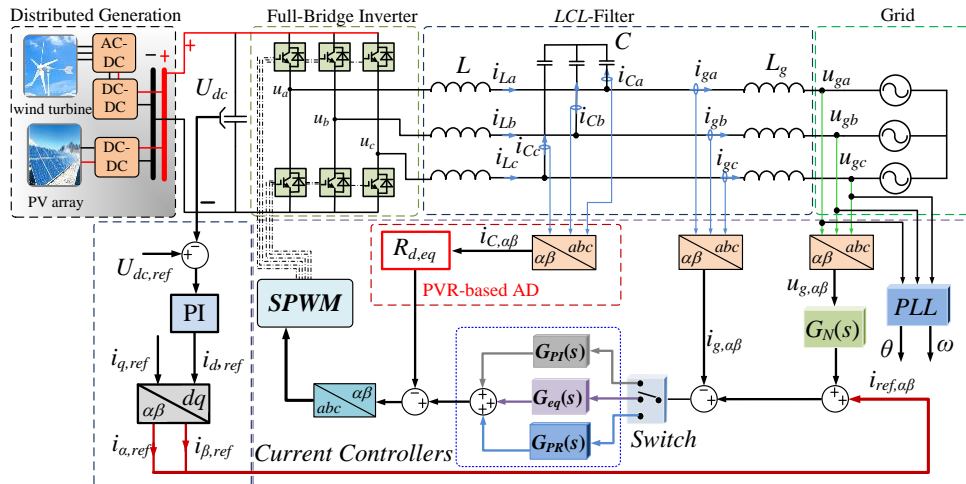 Distributed Generation
Full-Bridge Inverter
LCL-Filter
Grid
AC-
DC
DC-
DC
wind turbine
DC-
DC
PV array
− +
+
−
U_dc
u_a
u_b
u_c
L
i_La
i_Lb
i_Lc
C
i_Ca
i_Cb
i_Cc
i_ga
i_gb
i_gc
L_g
u_ga
u_gb
u_gc
U_dc,ref
−
PI
i_q,ref
i_d,ref
dq
αβ
i_α,ref
i_β,ref
SPWM
R_d,eq
i_C,αβ
abc
αβ
PVR-based AD
abc
αβ
i_g,αβ
abc
αβ
u_g,αβ
G_N(s)
PLL
θ
ω
i_ref,αβ
αβ
abc
−
+
+
G_PI(s)
G_eq(s)
G_PR(s)
Switch
−
+
Current Controllers